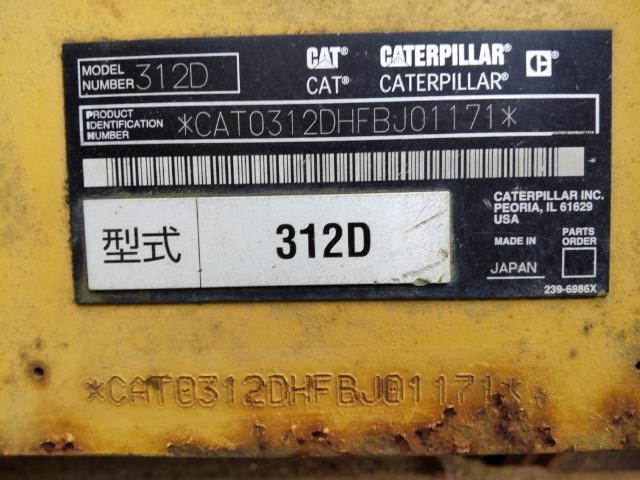 MODEL NUMBER 312D
CAT® CATERPILLAR® C®
CAT® CATERPILLAR®
PRODUCT IDENTIFICATION NUMBER *CAT0312DHFBJ01171*
CATERPILLAR INC.
PEORIA, IL 61629
USA
型式 312D
MADE IN JAPAN
PARTS ORDER
239-6986X
*CAT0312DHFBJ01171*